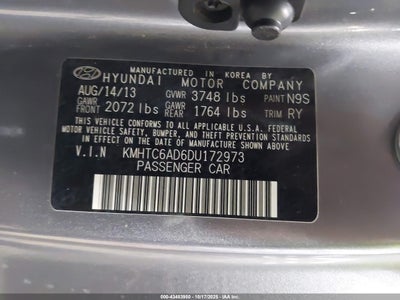 MANUFACTURED IN KOREA BY
HYUNDAI MOTOR COMPANY
AUG/14/13 GVWR 3748 lbs PAINT N9S
GAWR FRONT 2072 lbs GAWR REAR 1764 lbs TRIM RY
THIS VEHICLE CONFORMS TO ALL APPLICABLE U.S.A. FEDERAL MOTOR
VEHICLE SAFETY, BUMPER, AND THEFT PREVENTION STANDARDS IN
EFFECT ON THE DATE OF MANUFACTURE SHOWN ABOVE.
V.I.N KMHTC6AD6DU172973
PASSENGER CAR
000-43463950 - 10/17/2025 - IAA Inc.